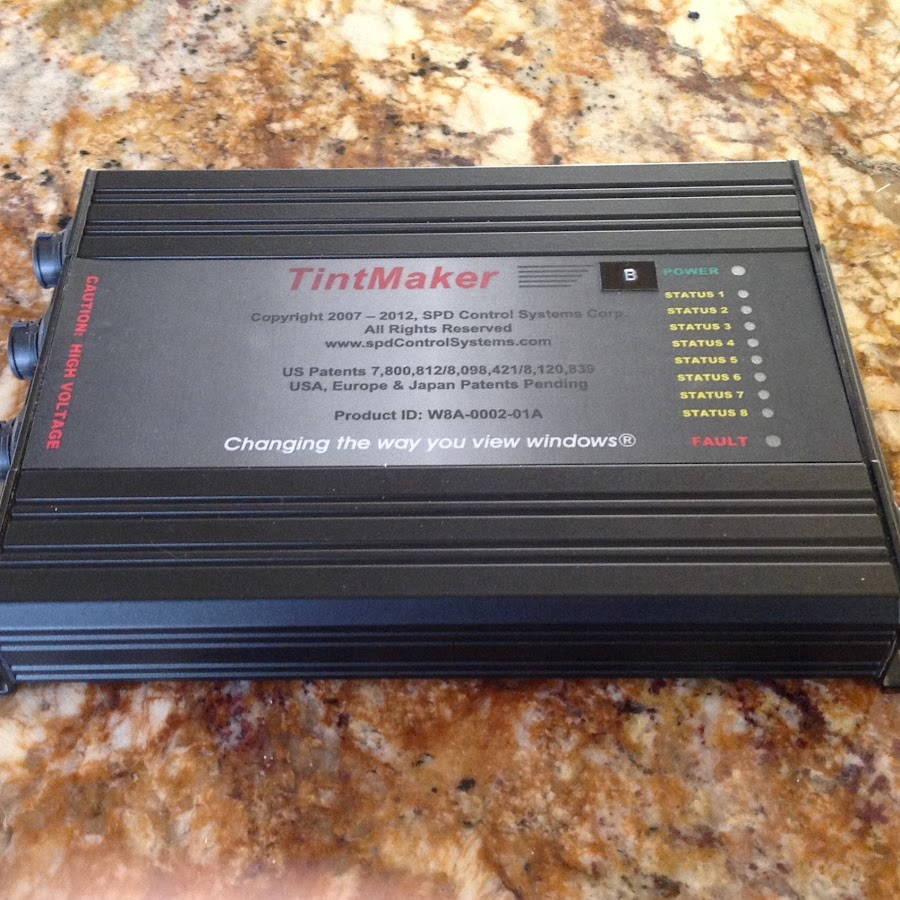 TintMaker
B
POWER
STATUS 1
STATUS 2
STATUS 3
STATUS 4
STATUS 5
STATUS 6
STATUS 7
STATUS 8
FAULT
CAUTION: HIGH VOLTAGE
Copyright 2007 – 2012, SPD Control Systems Corp.
All Rights Reserved
www.spdControlSystems.com
US Patents 7,800,812/8,098,421/8,120,839
USA, Europe & Japan Patents Pending
Product ID: W8A-0002-01A
Changing the way you view windows®